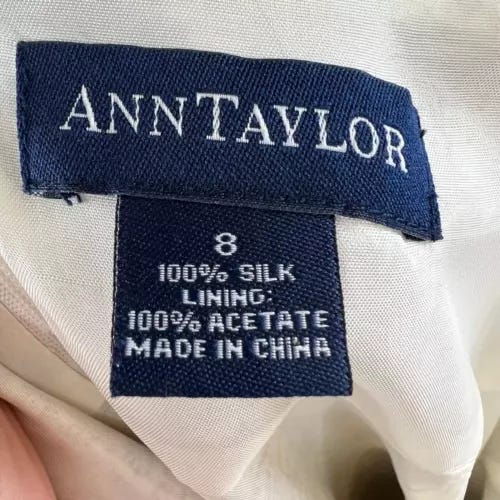 ANNTAYLOR
8
100% SILK
LINING:
100% ACETATE
MADE IN CHINA